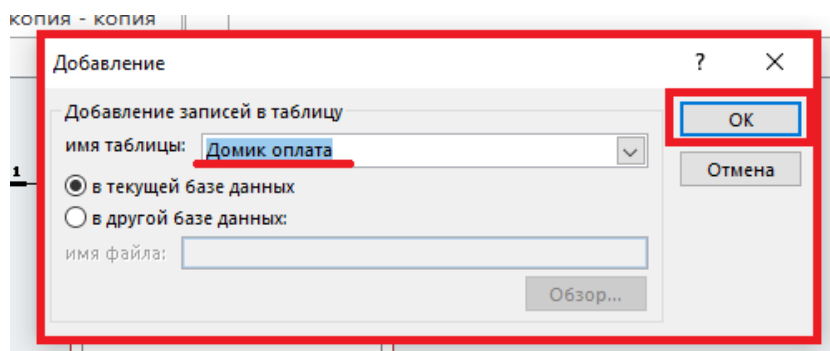 копия - копия
Добавление ? ×
Добавление записей в таблицу
ОК
имя таблицы: Домик оплата
1
Отмена
в текущей базе данных
в другой базе данных:
имя файла:
Обзор...